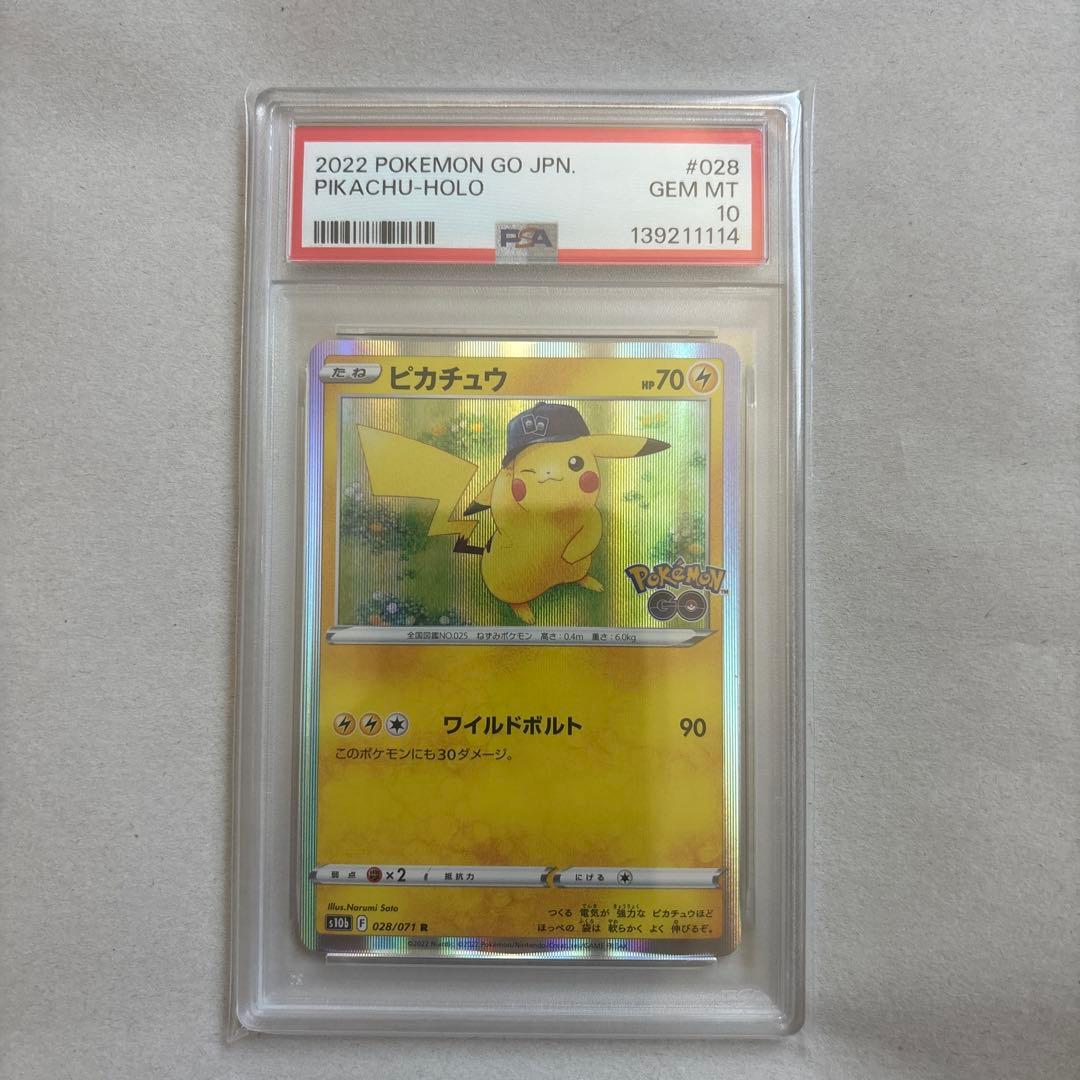 2022 POKEMON GO JPN. #028
PIKACHU-HOLO GEM MT
10
PSA 139211114
たね ピカチュウ HP 70
Pokémon
GO
全国図鑑NO.025 ねずみポケモン 高さ:0.4m 重さ:6.0kg
ワイルドボルト 90
このポケモンにも30ダメージ。
弱点 ×2 抵抗力 にげる
Illus.Narumi Sato
つくる 電気が 強力な ピカチュウほど
s10b F 028/071 R ほっぺの 袋は 軟らかく よく 伸びるぞ。
©2022 Niantic ©2022 Pokémon/Nintendo/Creatures/GAME FREAK